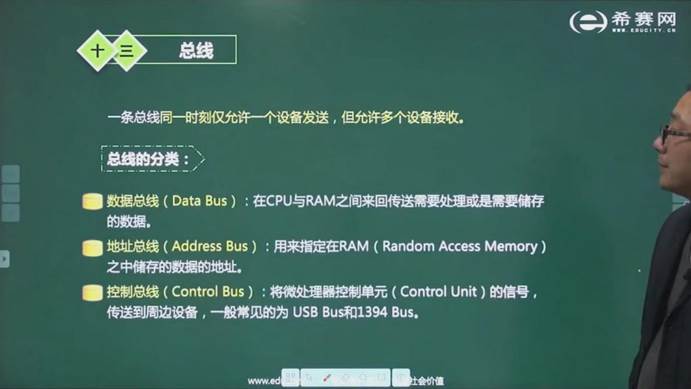 希赛网
WWW.EDUCITY.CN
十三 总线
一条总线同一时刻仅允许一个设备发送，但允许多个设备接收。
总线的分类：
数据总线（Data Bus）：在CPU与RAM之间来回传送需要处理或是需要储存
的数据。
地址总线（Address Bus）：用来指定在RAM（Random Access Memory）
之中储存的数据的地址。
控制总线（Control Bus）：将微处理器控制单元（Control Unit）的信号，
传送到周边设备，一般常见的为 USB Bus和1394 Bus。
www.edu
社会价值